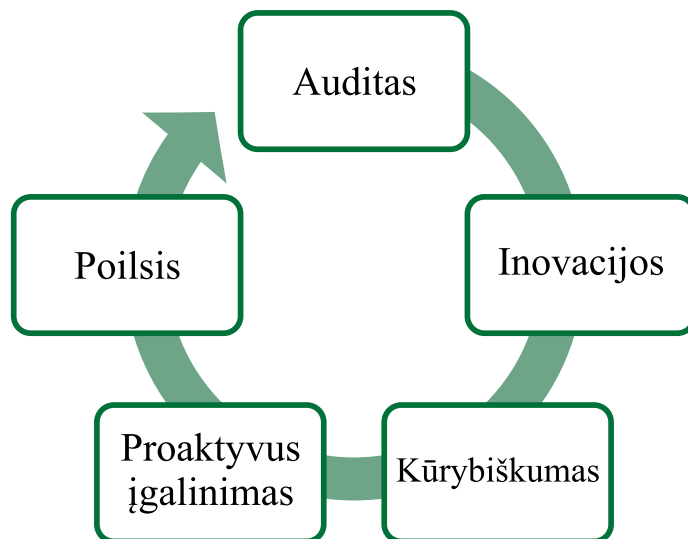 Auditas
Inovacijos
Kūrybiškumas
Proaktyvus
įgalinimas
Poilsis